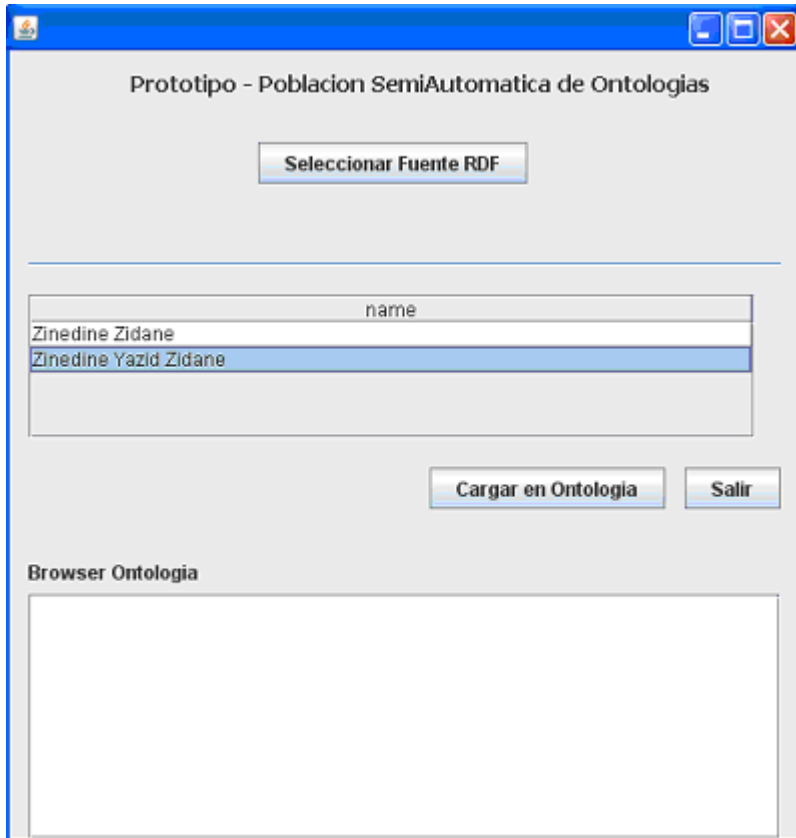 Prototipo - Poblacion SemiAutomatica de Ontologias
Seleccionar Fuente RDF
name
Zinedine Zidane
Zinedine Yazid Zidane
Cargar en Ontologia
Salir
Browser Ontologia